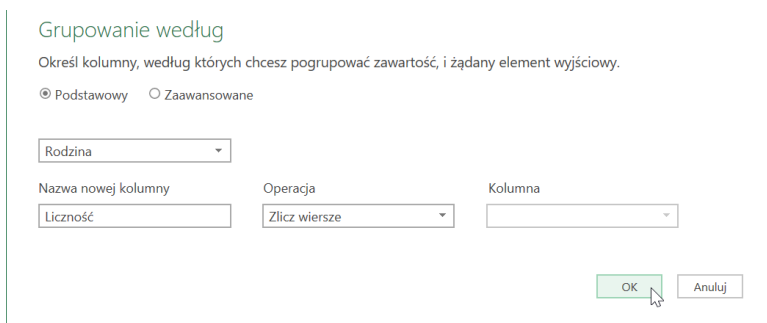 Grupowanie według
Określ kolumny, według których chcesz pogrupować zawartość, i żądany element wyjściowy.
Podstawowy Zaawansowane
Rodzina
Nazwa nowej kolumny Operacja Kolumna
Liczność Zlicz wiersze
OK Anuluj